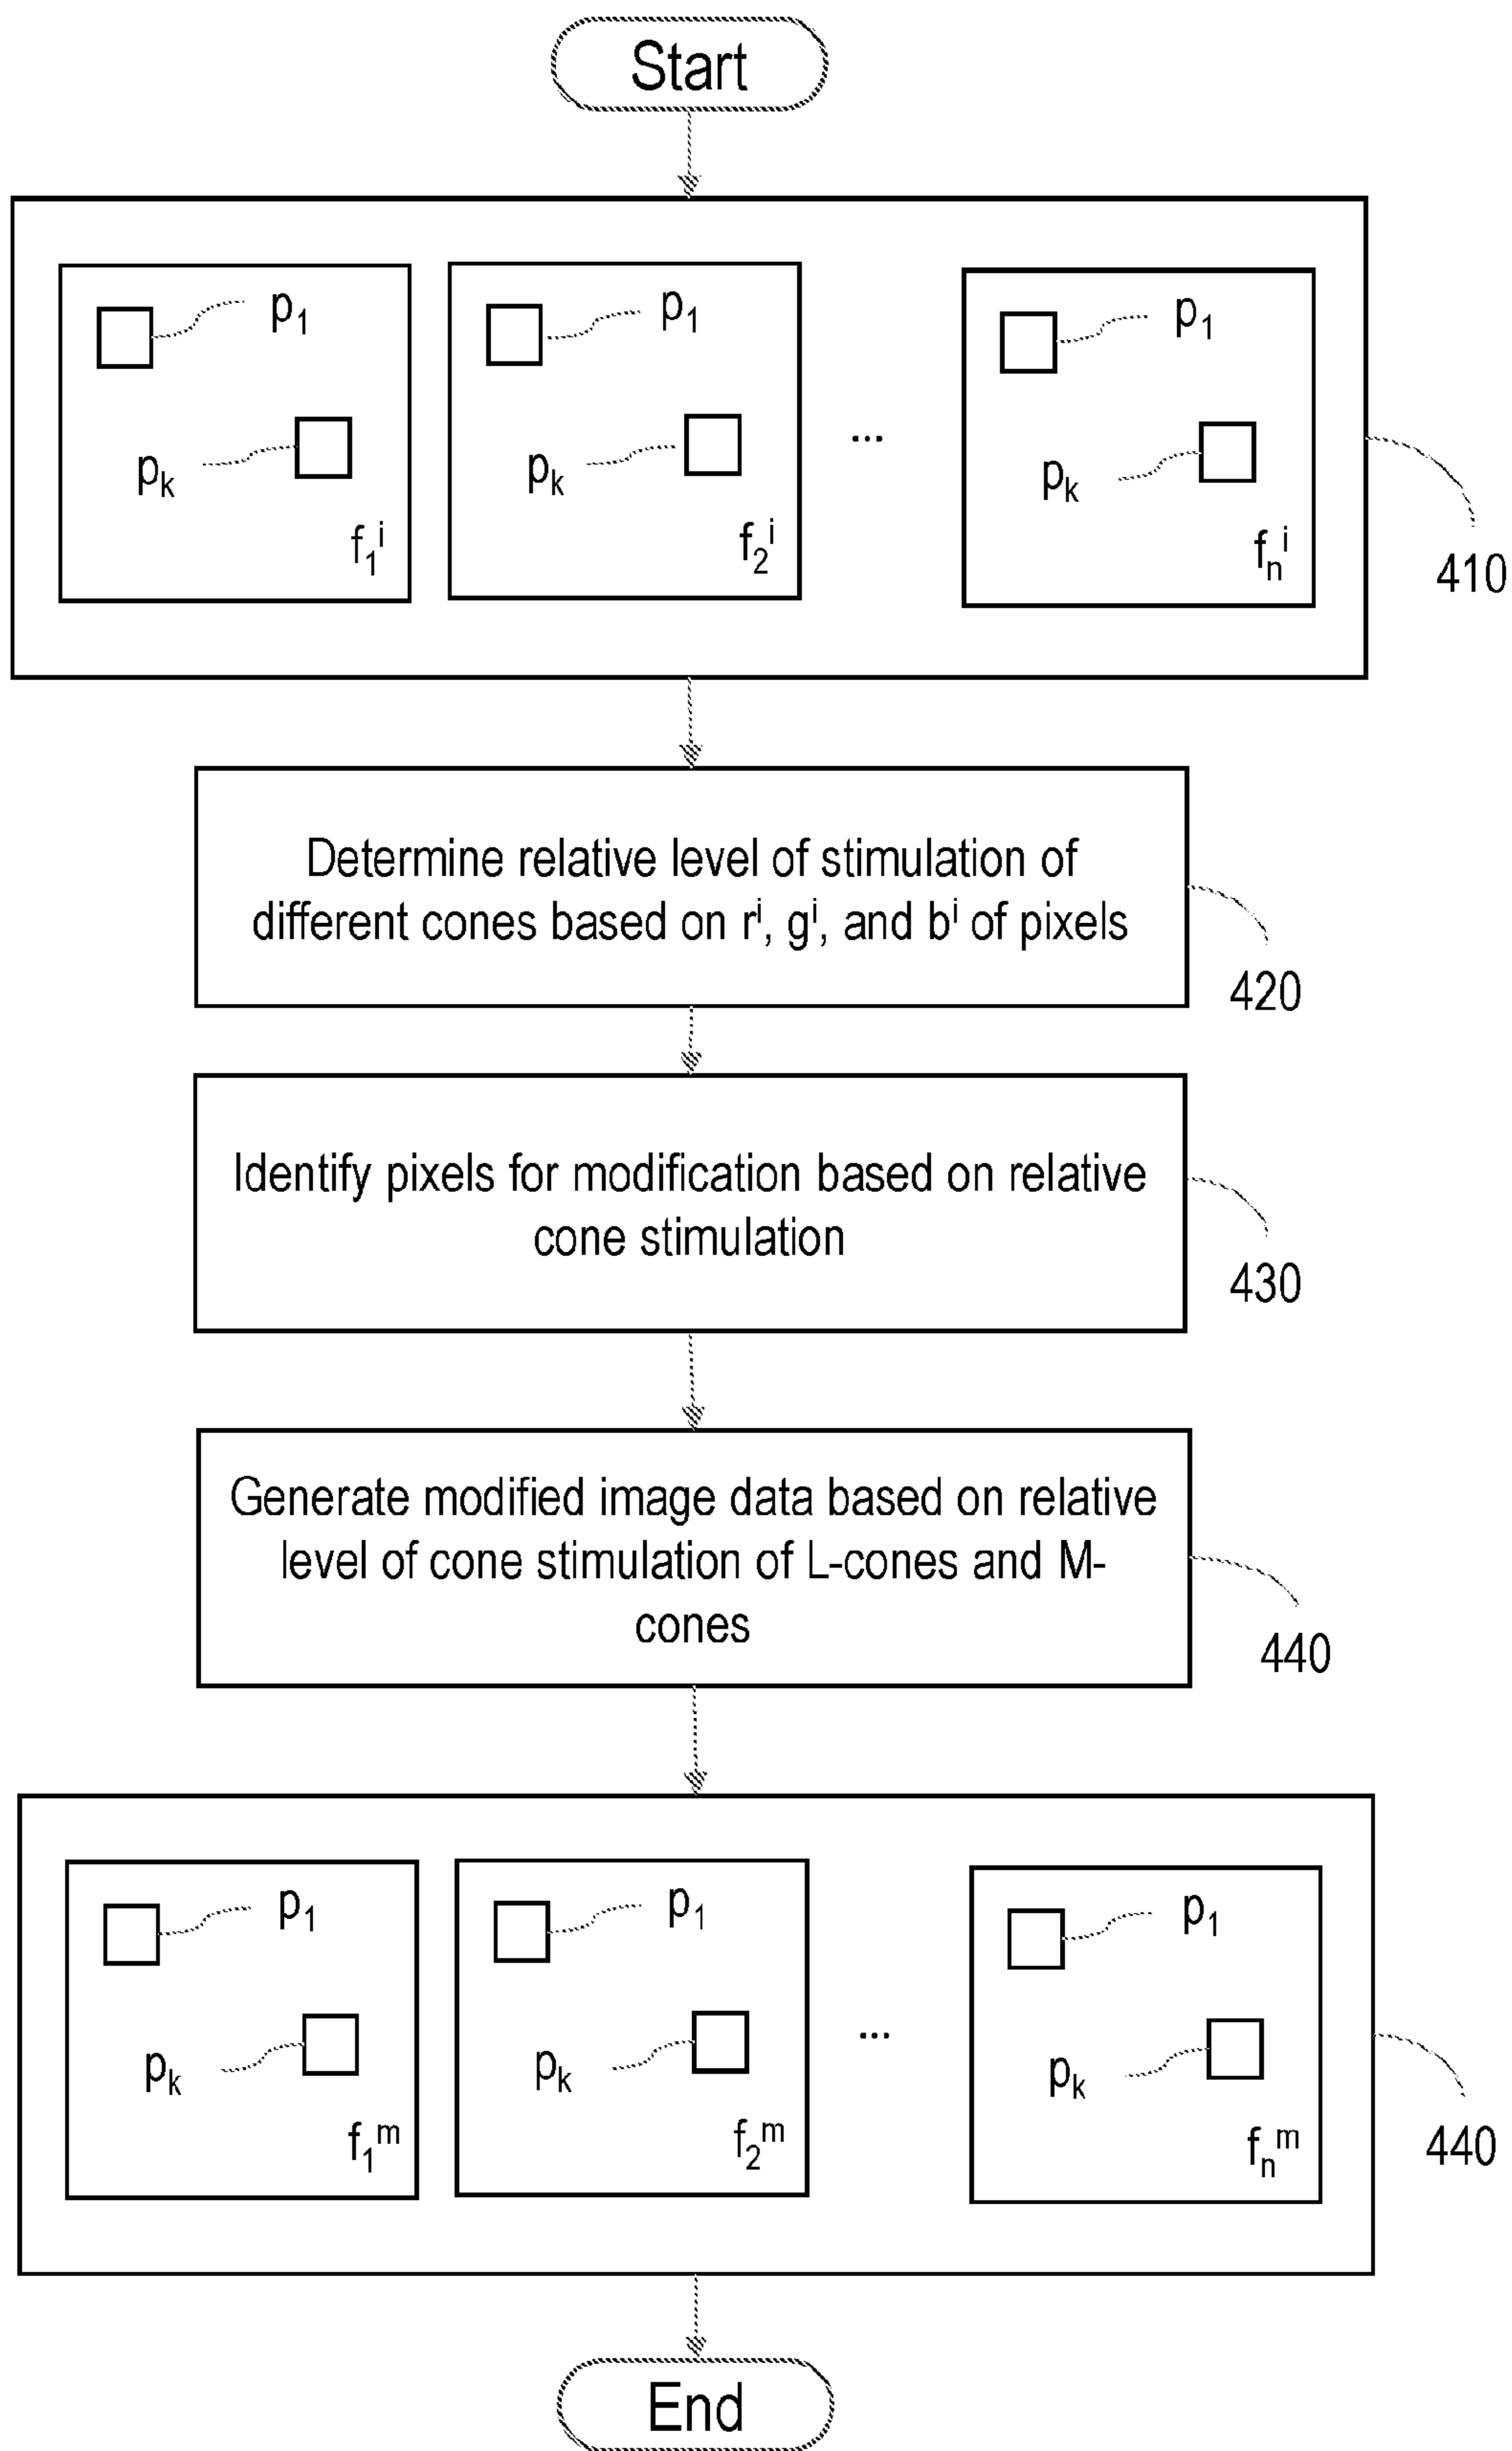 Start
p1 p1 p1
pk pk ... pk
f1i f2i fni
410
Determine relative level of stimulation of
different cones based on ri, gi, and bi of pixels
420
Identify pixels for modification based on relative
cone stimulation
430
Generate modified image data based on relative
level of cone stimulation of L-cones and M-
cones
440
p1 p1 p1
pk pk ... pk
f1m f2m fnm
440
End